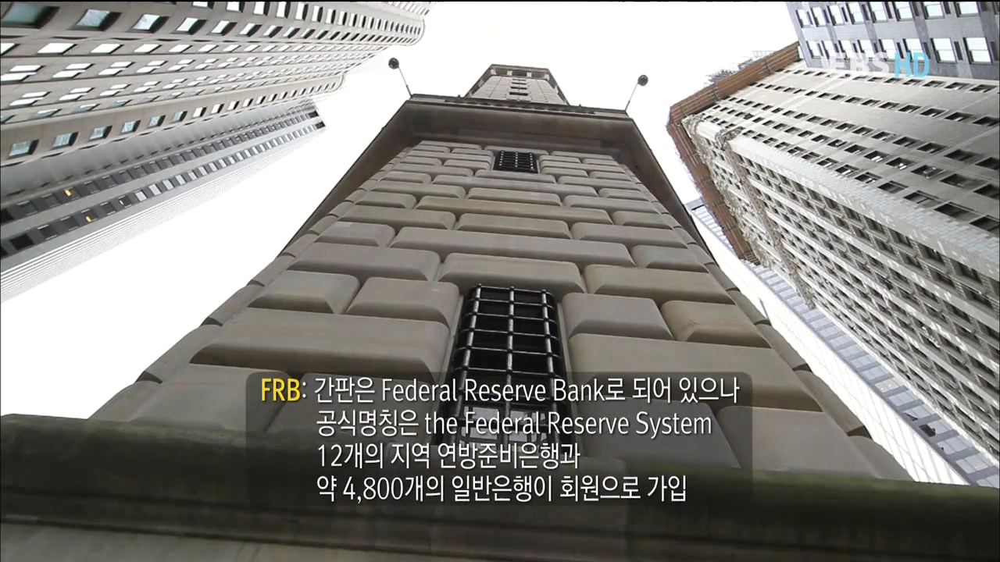 EBS HD
FRB: 간판은 Federal Reserve Bank로 되어 있으나
공식명칭은 the Federal Reserve System
12개의 지역 연방준비은행과
약 4,800개의 일반은행이 회원으로 가입